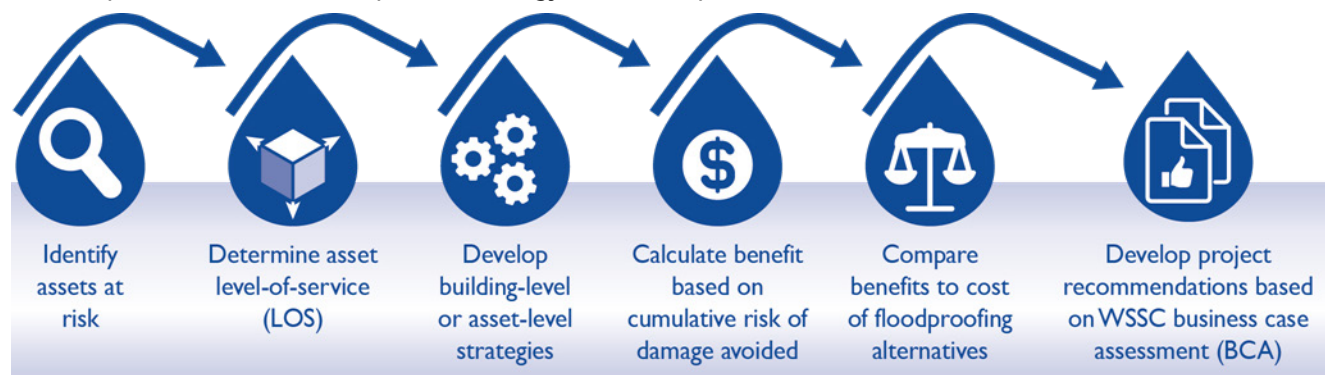 Identify
assets at
risk
Determine asset
level-of-service
(LOS)
Develop
building-level
or asset-level
strategies
$
Calculate benefit
based on
cumulative risk of
damage avoided
Compare
benefits to cost
of floodproofing
alternatives
Develop project
recommendations based
on WSSC business case
assessment (BCA)